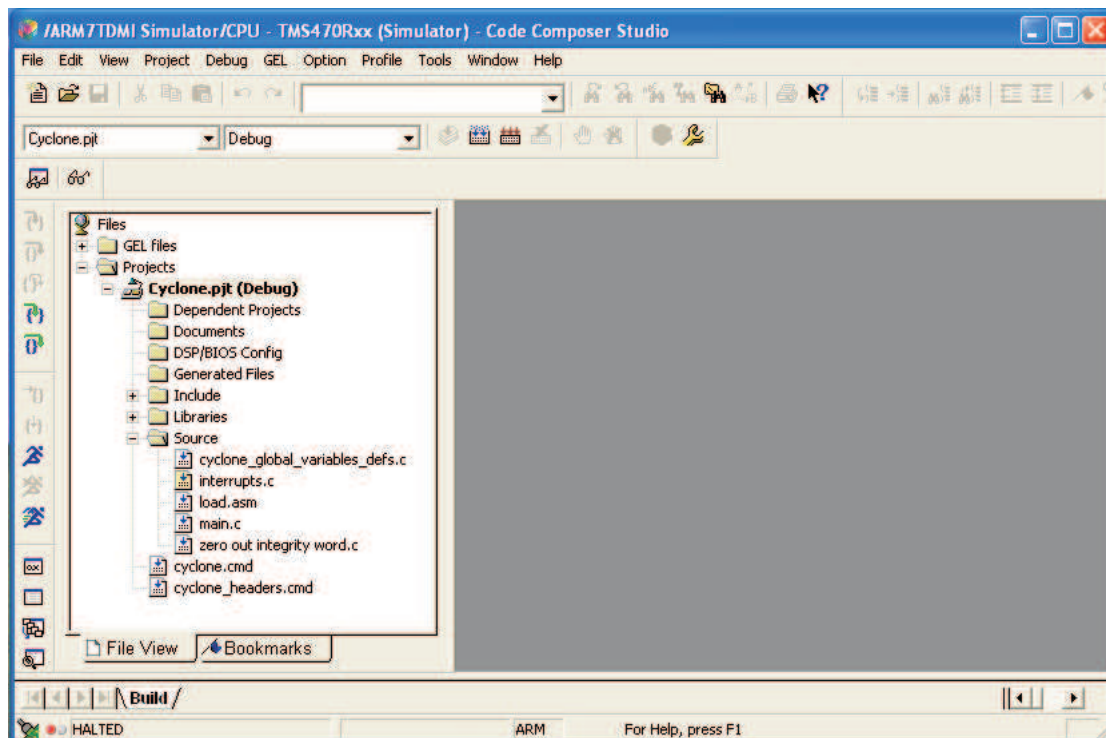 /ARM7TDMI Simulator/CPU - TMS470Rxx (Simulator) - Code Composer Studio
File Edit View Project Debug GEL Option Profile Tools Window Help
Cyclone.pjt Debug
Files
GEL files
Projects
Cyclone.pjt (Debug)
Dependent Projects
Documents
DSP/BIOS Config
Generated Files
Include
Libraries
Source
cyclone_global_variables_defs.c
interrupts.c
load.asm
main.c
zero out integrity word.c
cyclone.cmd
cyclone_headers.cmd
File View Bookmarks
Build
HALTED ARM For Help, press F1